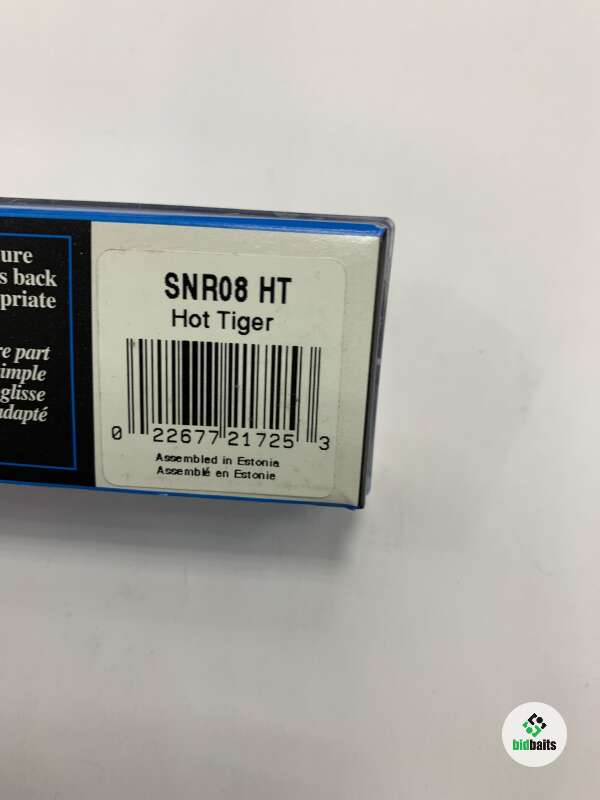 ure
s back
priate
re part
imple
glisse
adapté
SNR08 HT
Hot Tiger
0 22677 21725 3
Assembled in Estonia
Assemblé en Estonie
bidbaits